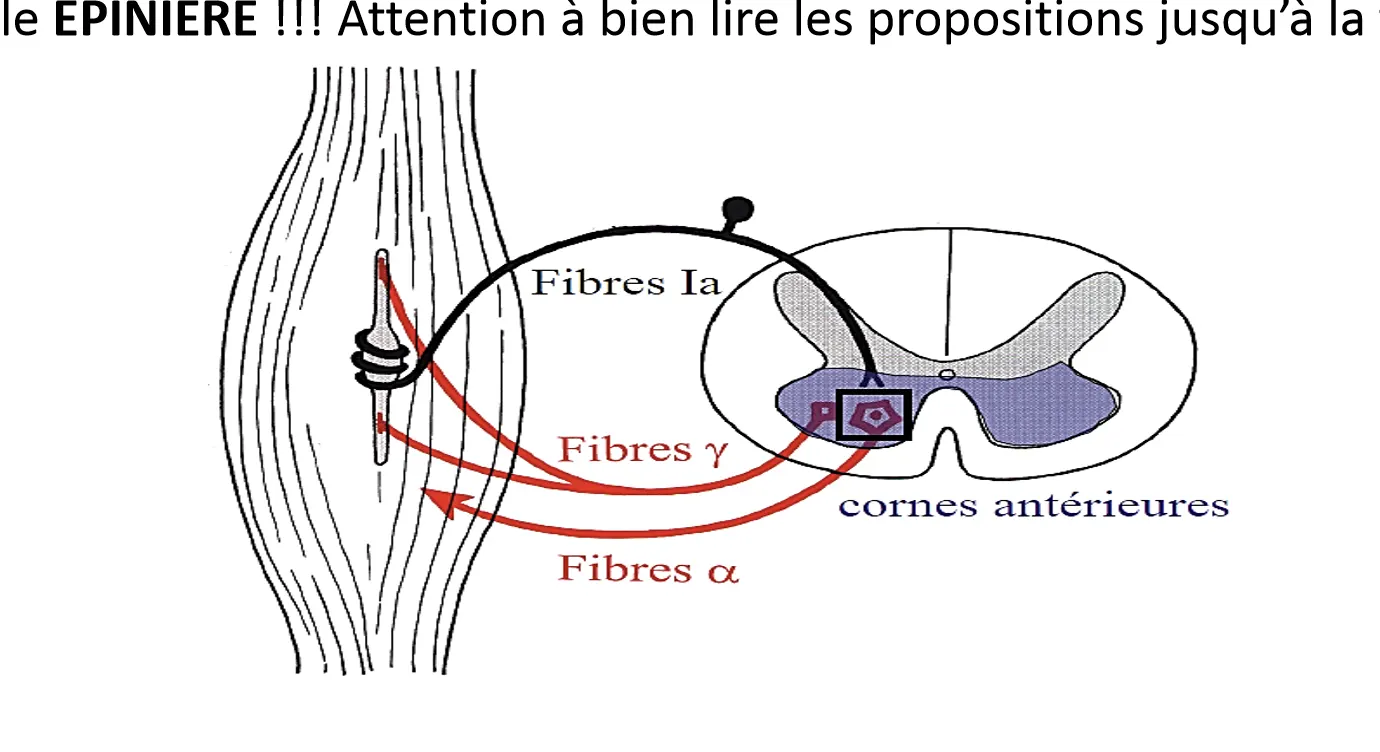 le EPINIERE !!! Attention à bien lire les propositions jusqu'à la
Fibres Ia
Fibres γ
cornes antérieures
Fibres α